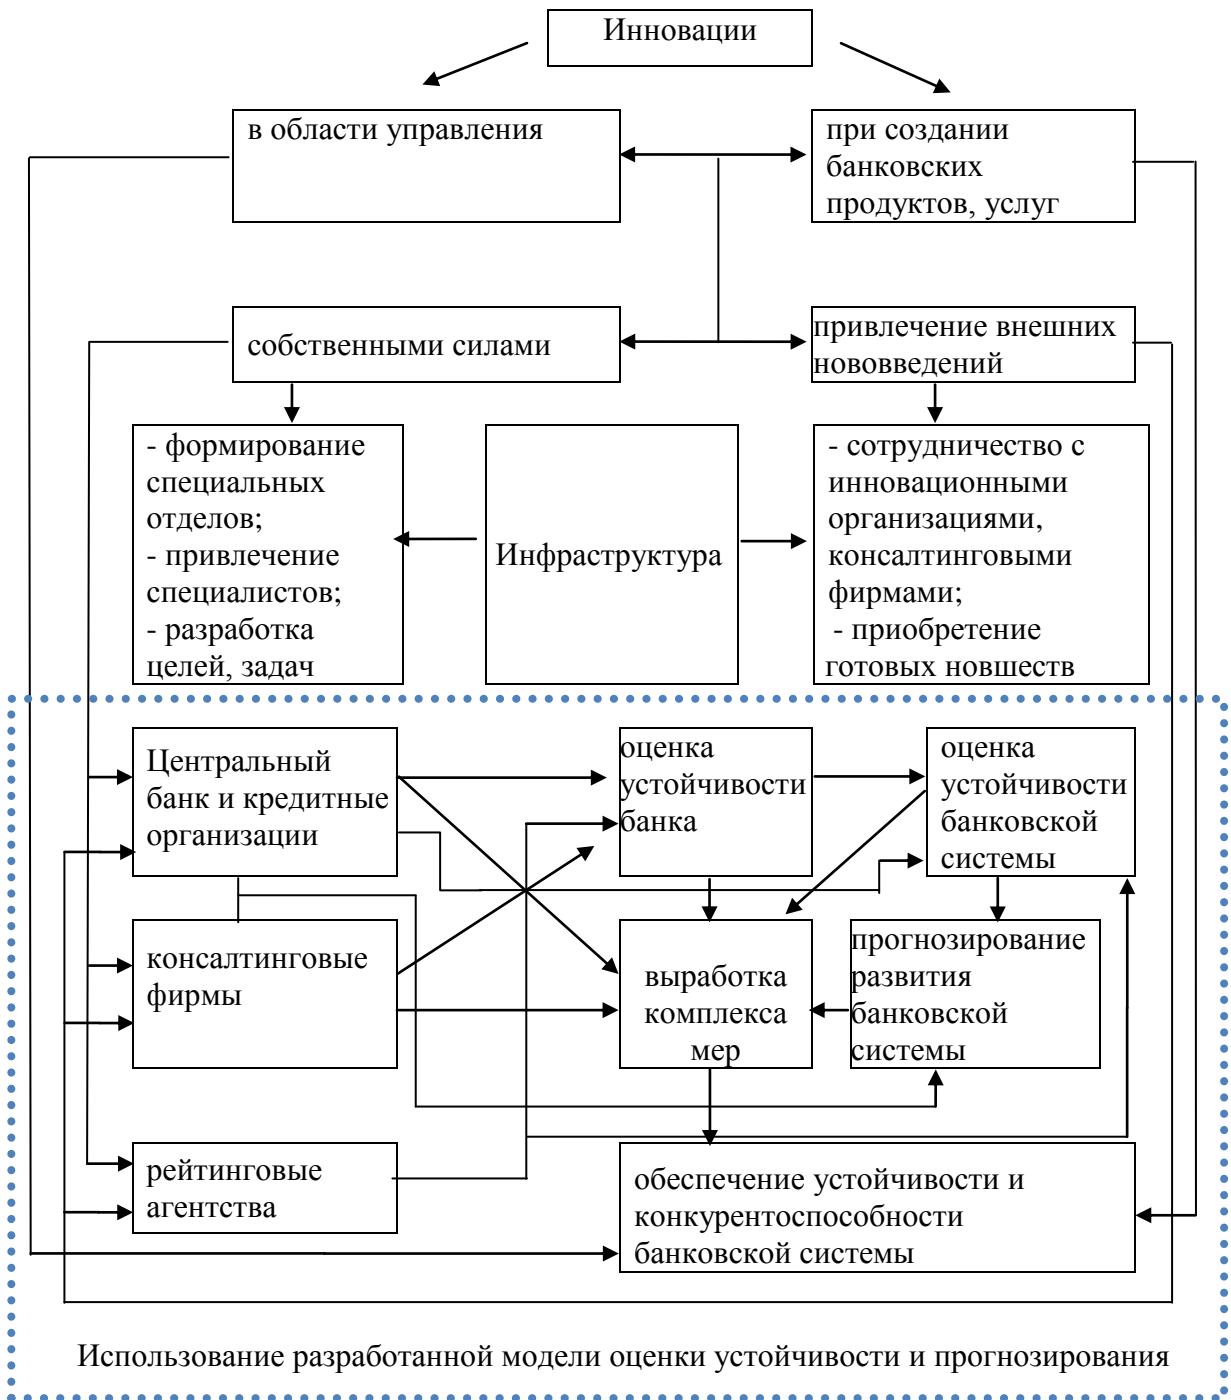 Инновации
в области управления
при создании
банковских
продуктов, услуг
собственными силами
привлечение внешних
нововведений
- формирование
специальных
отделов;
- привлечение
специалистов;
- разработка
целей, задач
Инфраструктура
- сотрудничество с
инновационными
организациями,
консалтинговыми
фирмами;
- приобретение
готовых новшеств
Центральный
банк и кредитные
организации
оценка
устойчивости
банка
оценка
устойчивости
банковской
системы
консалтинговые
фирмы
выработка
комплекса
мер
прогнозирование
развития
банковской
системы
рейтинговые
агентства
обеспечение устойчивости и
конкурентоспособности
банковской системы
Использование разработанной модели оценки устойчивости и прогнозирования